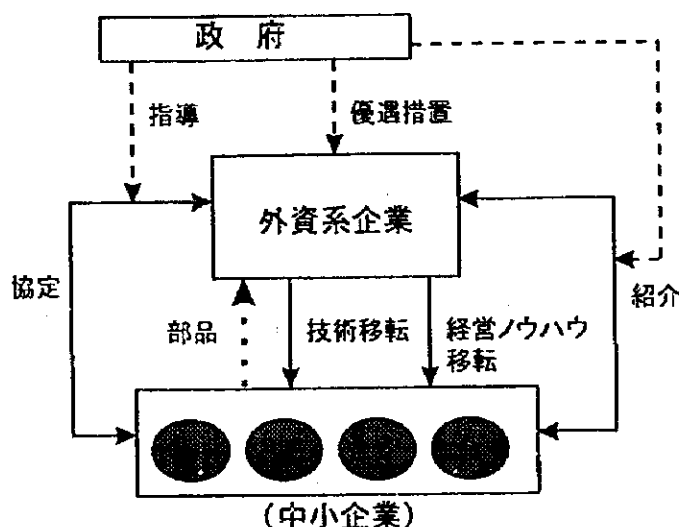 政府
指導
優遇措置
外資系企業
協定
紹介
部品
技術移転
経営ノウハウ
移転
(中小企業)